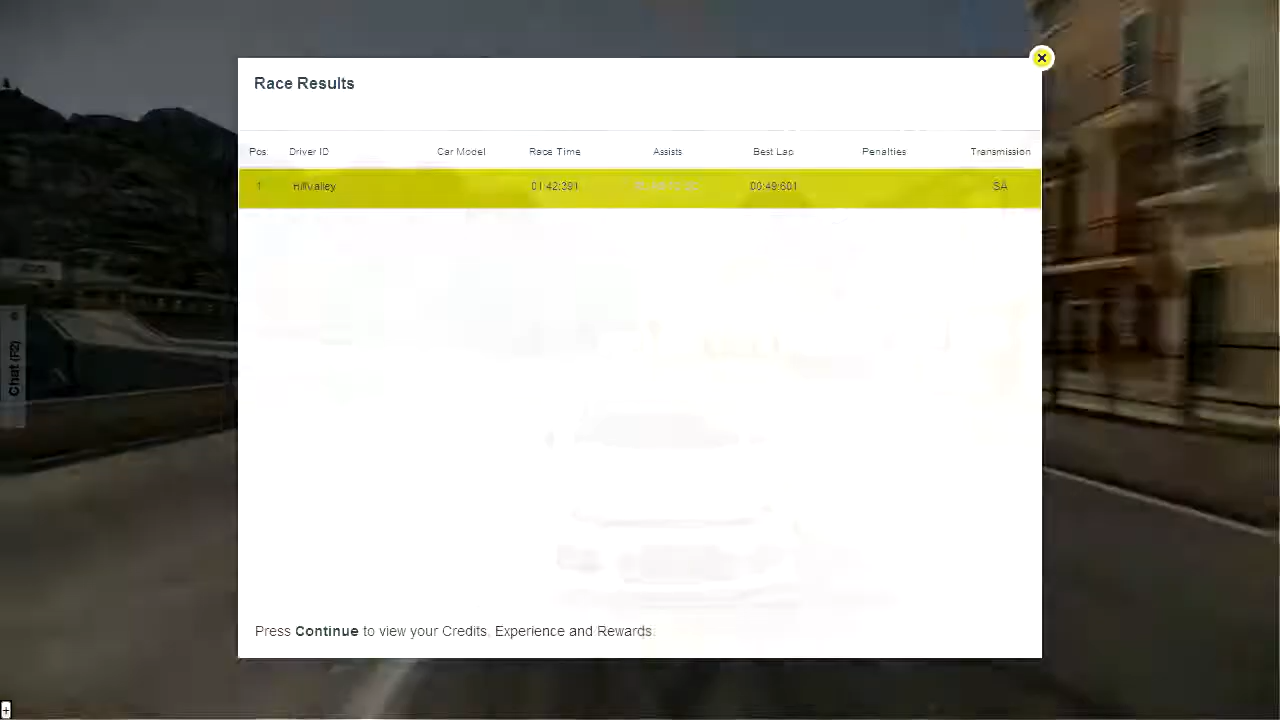 Race Results
Pos. Driver ID Car Model Race Time Assists Best Lap Penalties Transmission
1 HillValley 01:42:391 00:49:601 SA
Chat (F2)
Press Continue to view your Credits, Experience and Rewards.
+